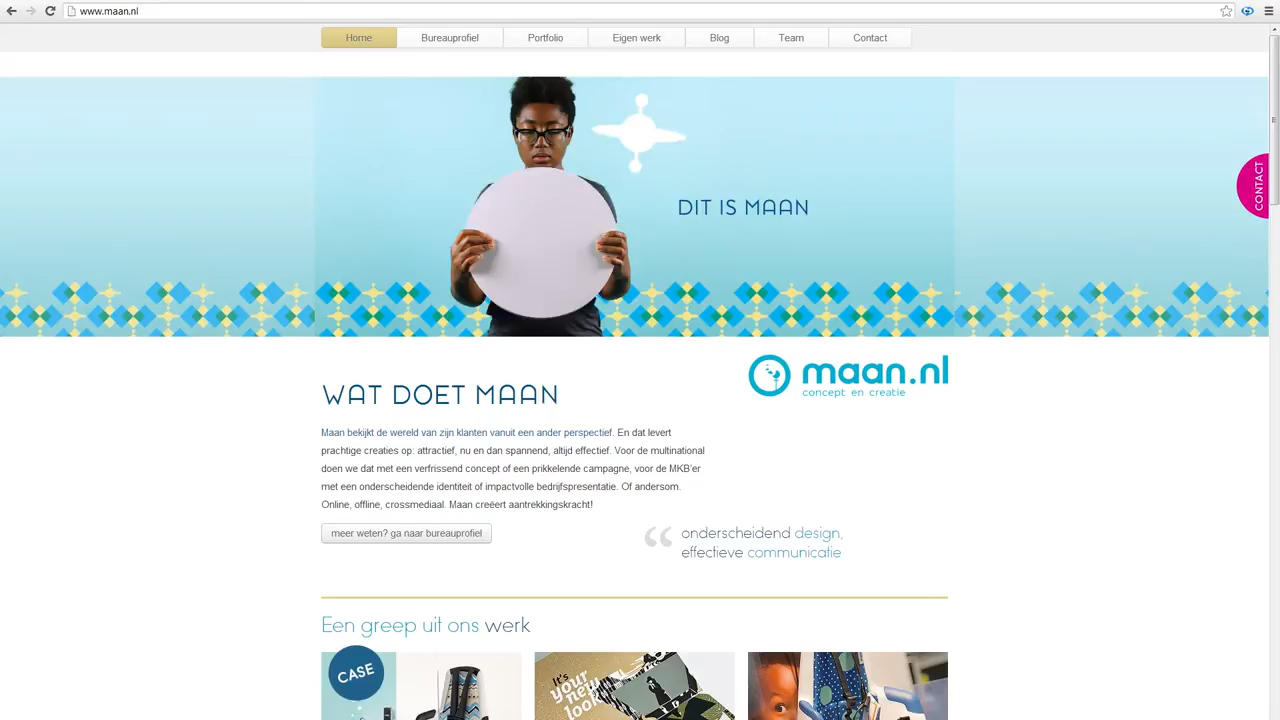 www.maan.nl
Home Bureauprofiel Portfolio Eigen werk Blog Team Contact
DIT IS MAAN
CONTACT
maan.nl
concept en creatie
WAT DOET MAAN
Maan bekijkt de wereld van zijn klanten vanuit een ander perspectief. En dat levert
prachtige creaties op: attractief, nu en dan spannend, altijd effectief. Voor de multinational
doen we dat met een verfrissend concept of een prikkelende campagne, voor de MKB'er
met een onderscheidende identiteit of impactvolle bedrijfspresentatie. Of andersom.
Online, offline, crossmediaal. Maan creëert aantrekkingskracht!
meer weten? ga naar bureauprofiel
“ onderscheidend design,
effectieve communicatie
Een greep uit ons werk
CASE
It's
your
new
look